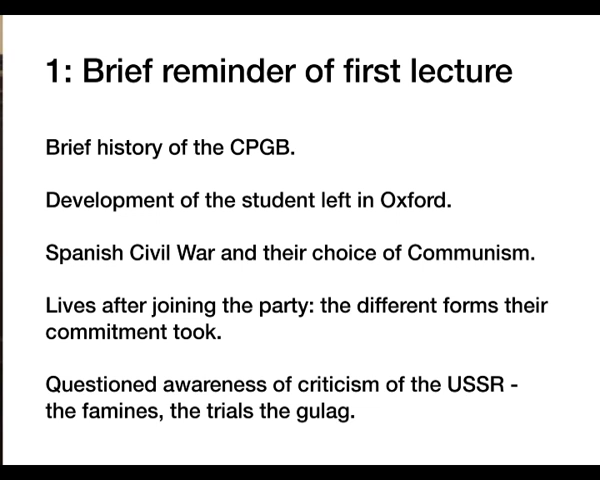 1: Brief reminder of first lecture
Brief history of the CPGB.
Development of the student left in Oxford.
Spanish Civil War and their choice of Communism.
Lives after joining the party: the different forms their
commitment took.
Questioned awareness of criticism of the USSR -
the famines, the trials the gulag.